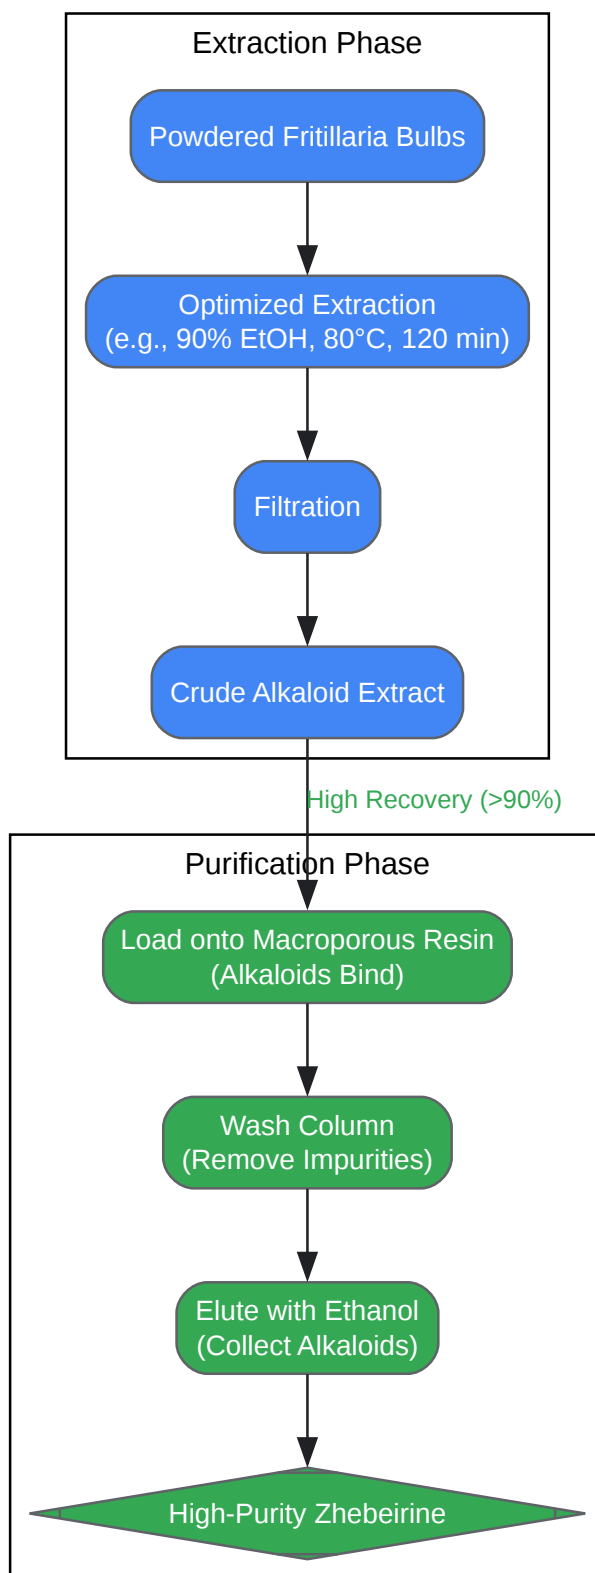 Extraction Phase
Powdered Fritillaria Bulbs
Optimized Extraction
(e.g., 90% EtOH, 80°C, 120 min)
Filtration
Crude Alkaloid Extract
High Recovery (>90%)
Purification Phase
Load onto Macroporous Resin
(Alkaloids Bind)
Wash Column
(Remove Impurities)
Elute with Ethanol
(Collect Alkaloids)
High-Purity Zhebeirine